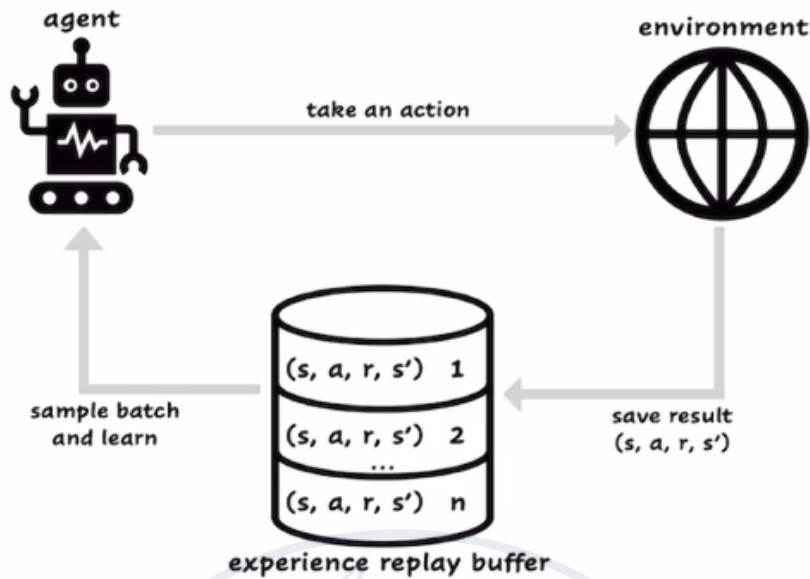 agent
environment
take an action
(s, a, r, s′) 1
(s, a, r, s′) 2
...
(s, a, r, s′) n
sample batch
and learn
save result
(s, a, r, s′)
experience replay buffer